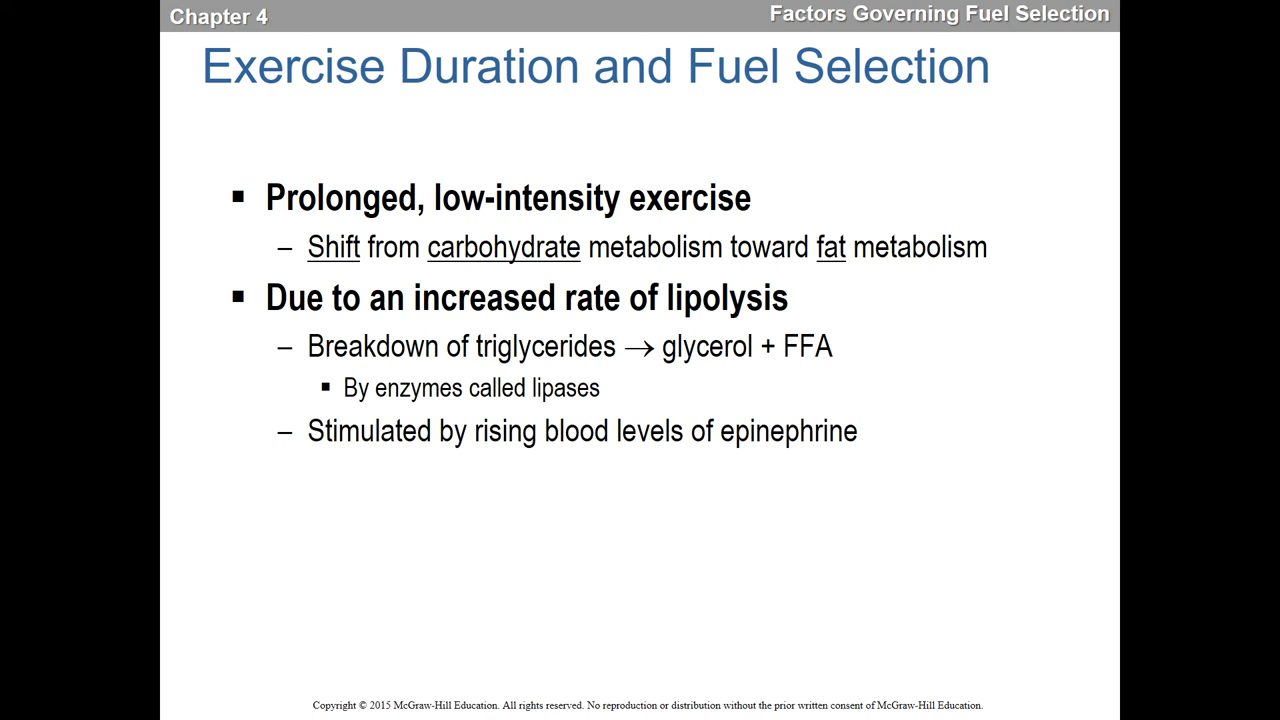 Chapter 4
Factors Governing Fuel Selection
Exercise Duration and Fuel Selection
▪ Prolonged, low-intensity exercise
– Shift from carbohydrate metabolism toward fat metabolism
▪ Due to an increased rate of lipolysis
– Breakdown of triglycerides → glycerol + FFA
▪ By enzymes called lipases
– Stimulated by rising blood levels of epinephrine
Copyright © 2015 McGraw-Hill Education. All rights reserved. No reproduction or distribution without the prior written consent of McGraw-Hill Education.